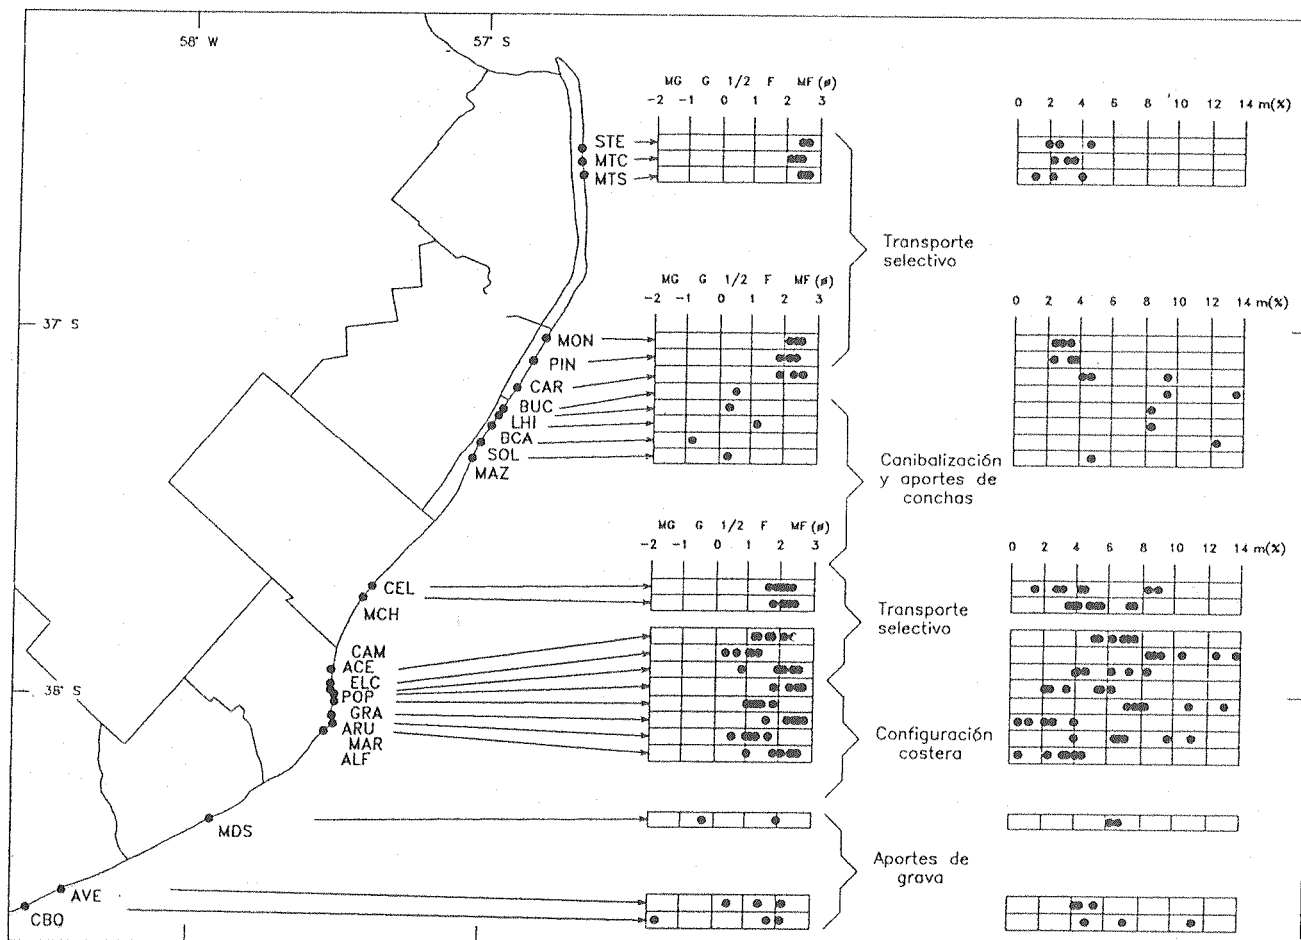 58° W
57° S
MG G 1/2 F MF (ø)
-2 -1 0 1 2 3
0 2 4 6 8 10 12 14 m(%)
STE
MTC
MTS
Transporte
selectivo
MG G 1/2 F MF (ø)
-2 -1 0 1 2 3
0 2 4 6 8 10 12 14 m(%)
37° S
MON
PIN
CAR
BUC
LHI
BCA
SOL
MAZ
Canibalización
y aportes de
conchas
MG G 1/2 F MF (ø)
-2 -1 0 1 2 3
0 2 4 6 8 10 12 14 m(%)
CEL
MCH
Transporte
selectivo
CAM
ACE
ELC
38° S
POP
GRA
ARU
MAR
ALF
Configuración
costera
MDS
Aportes de
grava
AVE
CBQ